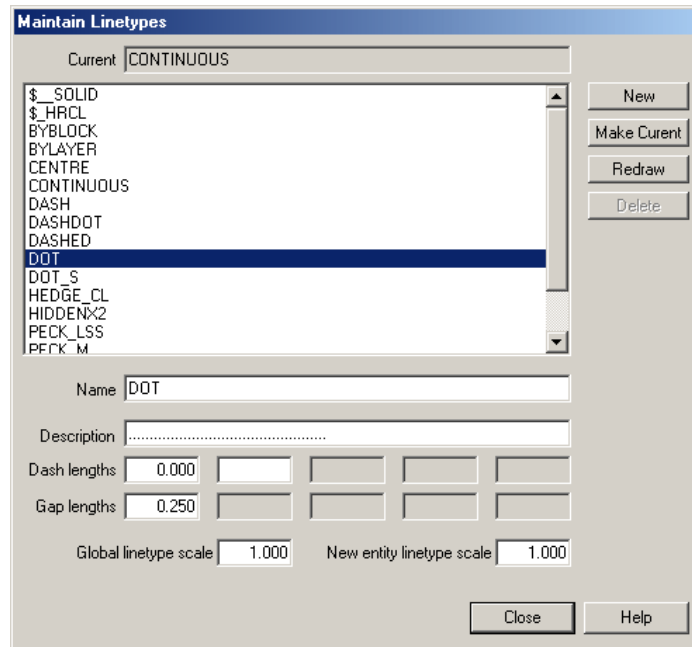 Maintain Linetypes
Current CONTINUOUS
$__SOLID
$_HRCL
BYBLOCK
BYLAYER
CENTRE
CONTINUOUS
DASH
DASHDOT
DASHED
DOT
DOT_S
HEDGE_CL
HIDDENX2
PECK_LSS
PECK_M
New
Make Curent
Redraw
Delete
Name DOT
Description ................................................
Dash lengths 0.000
Gap lengths 0.250
Global linetype scale 1.000 New entity linetype scale 1.000
Close Help